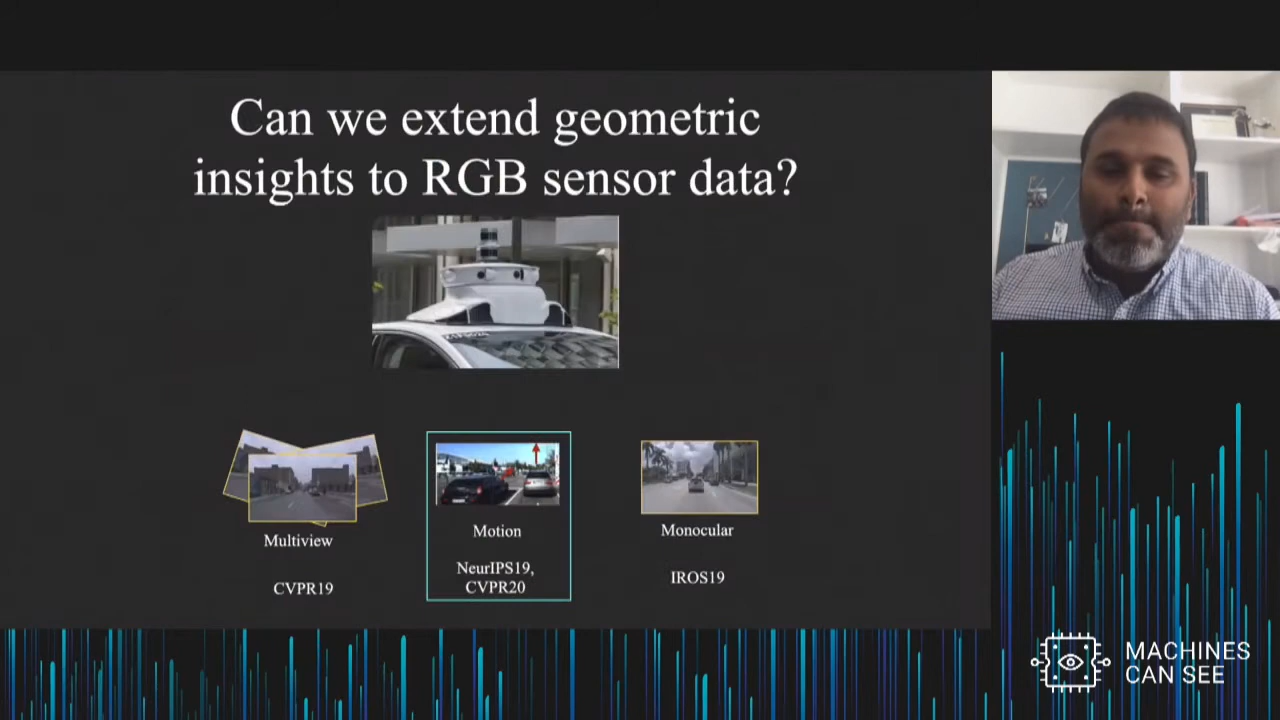 Can we extend geometric
insights to RGB sensor data?
Multiview
CVPR19
Motion
NeurIPS19,
CVPR20
Monocular
IROS19
MACHINES
CAN SEE